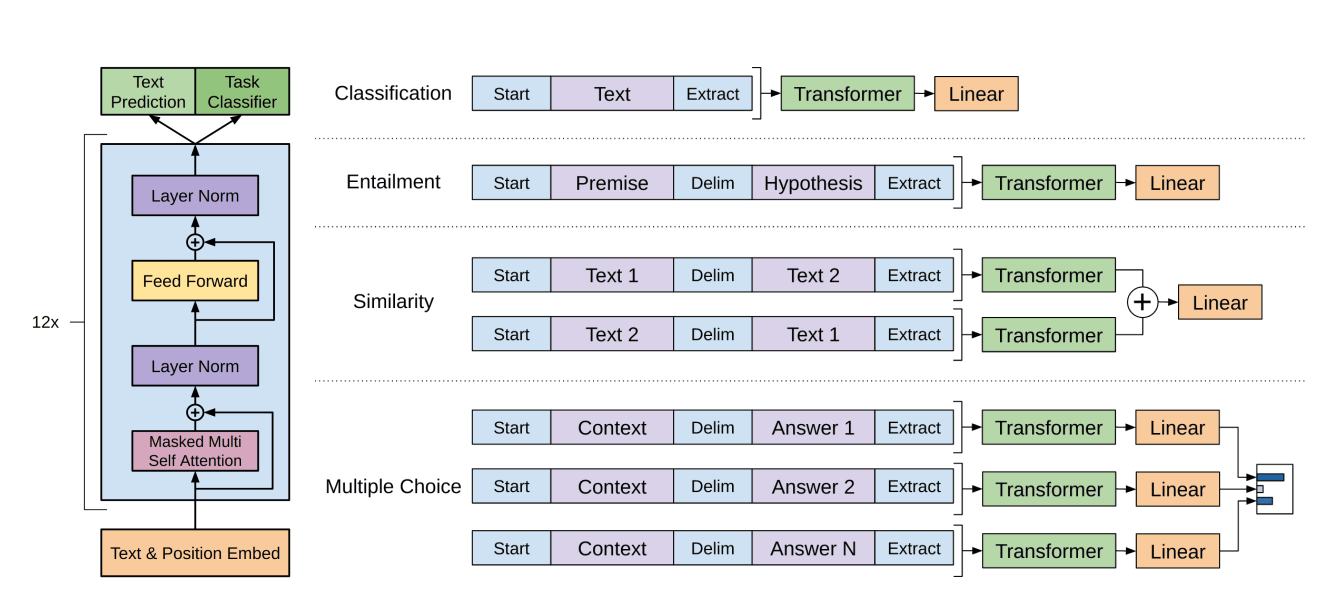 Text
Prediction
Task
Classifier
Layer Norm
Feed Forward
12x
Layer Norm
Masked Multi
Self Attention
Text & Position Embed
Classification
Start Text Extract Transformer Linear
Entailment
Start Premise Delim Hypothesis Extract Transformer Linear
Similarity
Start Text 1 Delim Text 2 Extract Transformer
Start Text 2 Delim Text 1 Extract Transformer
Linear
Multiple Choice
Start Context Delim Answer 1 Extract Transformer Linear
Start Context Delim Answer 2 Extract Transformer Linear
Start Context Delim Answer N Extract Transformer Linear